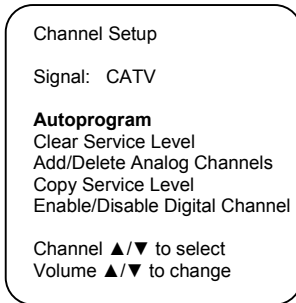 Channel Setup
Signal: CATV
Autoprogram
Clear Service Level
Add/Delete Analog Channels
Copy Service Level
Enable/Disable Digital Channel
Channel ▲/▼ to select
Volume ▲/▼ to change